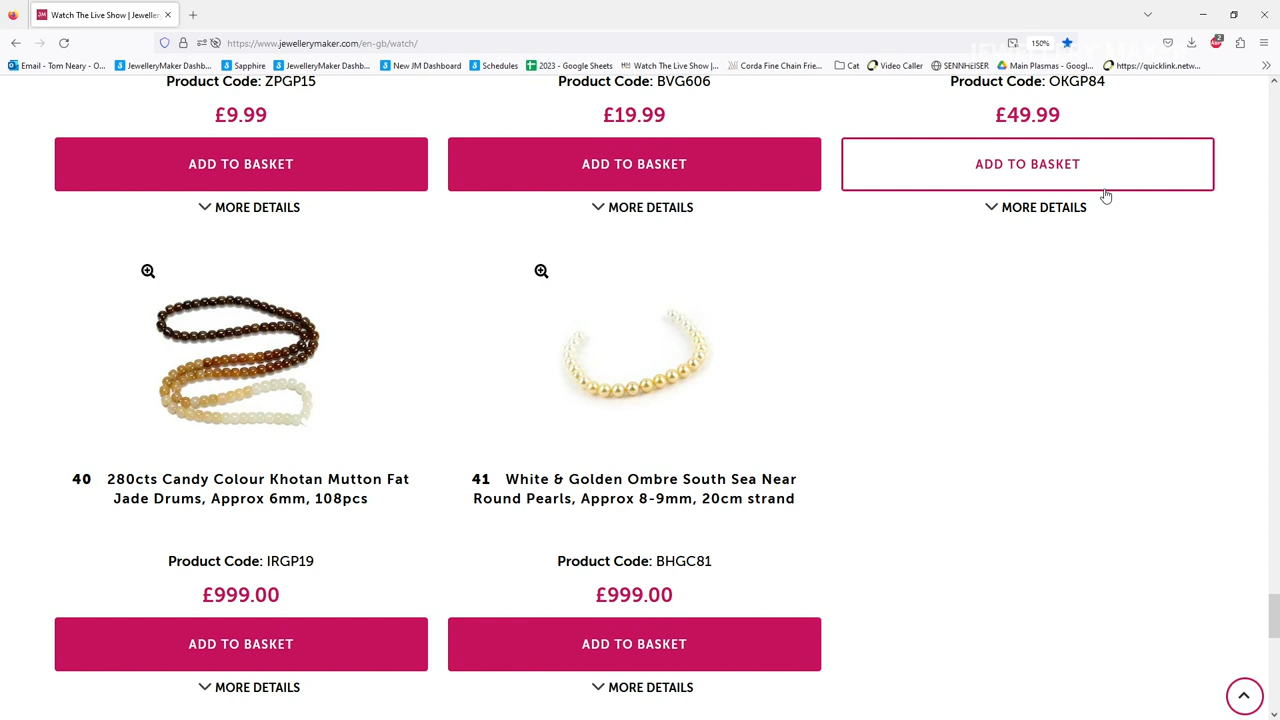 Watch The Live Show | Jeweller
https://www.jewellerymaker.com/en-gb/watch/
150%
2
Email - Tom Neary - O...
JewelleryMaker Dashb...
Sapphire
JewelleryMaker Dashb...
New JM Dashboard
Schedules
2023 - Google Sheets
Watch The Live Show |...
Corda Fine Chain Frie...
Cat
Video Caller
SENNHEISER
Main Plasmas - Googl...
https://quicklink.netw...
Product Code: ZPGP15
Product Code: BVG606
Product Code: OKGP84
£9.99
£19.99
£49.99
ADD TO BASKET
ADD TO BASKET
ADD TO BASKET
MORE DETAILS
MORE DETAILS
MORE DETAILS
40 280cts Candy Colour Khotan Mutton Fat
Jade Drums, Approx 6mm, 108pcs
41 White & Golden Ombre South Sea Near
Round Pearls, Approx 8-9mm, 20cm strand
Product Code: IRGP19
Product Code: BHGC81
£999.00
£999.00
ADD TO BASKET
ADD TO BASKET
MORE DETAILS
MORE DETAILS